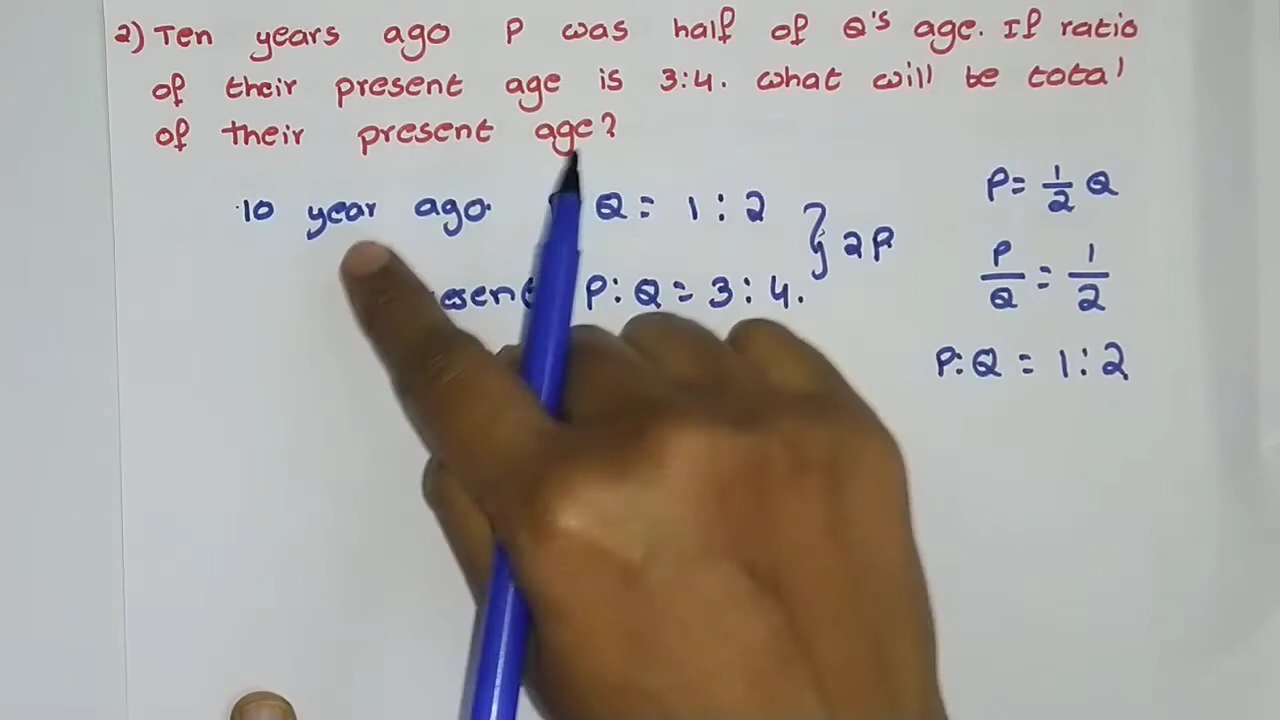 2) Ten years ago P was half of Q's age. If ratio
of their present age is 3:4. what will be total
of their present age?
10 year ago Q = 1 : 2
P : Q = 3 : 4.
} 2P
P = 1/2 Q
P/Q = 1/2
P : Q = 1 : 2